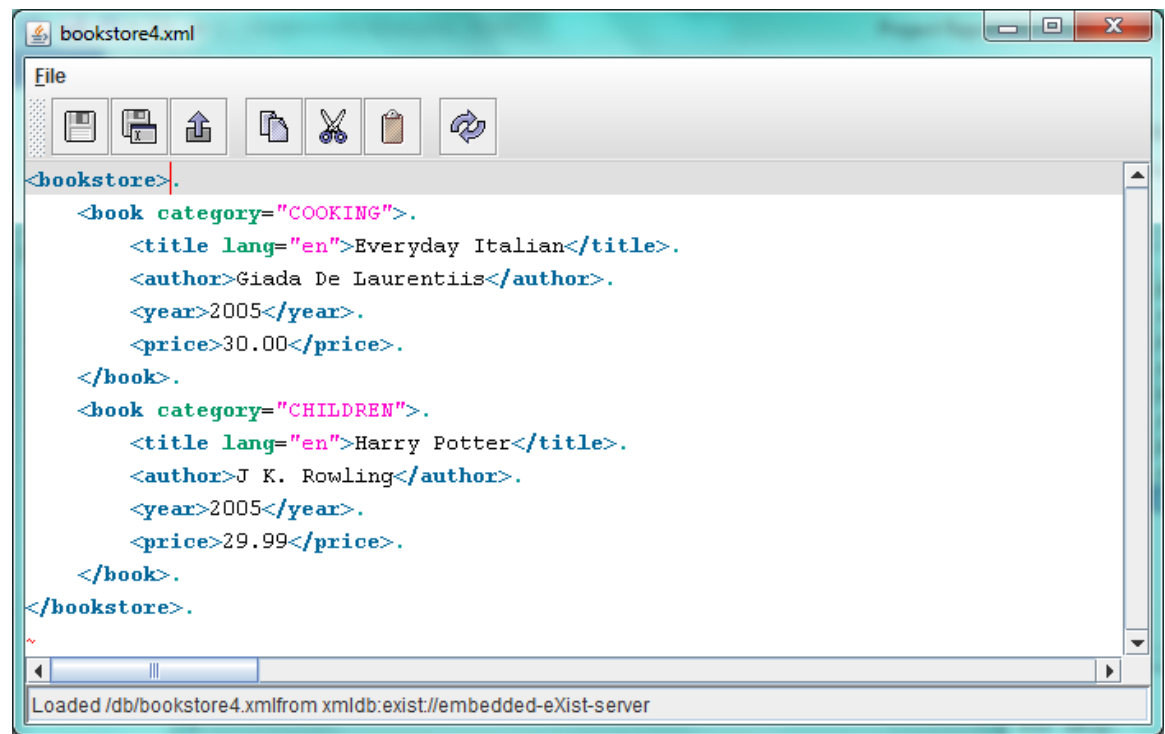 bookstore4.xml
File
<bookstore>.
<book category="COOKING">.
<title lang="en">Everyday Italian</title>.
<author>Giada De Laurentiis</author>.
<year>2005</year>.
<price>30.00</price>.
</book>.
<book category="CHILDREN">.
<title lang="en">Harry Potter</title>.
<author>J K. Rowling</author>.
<year>2005</year>.
<price>29.99</price>.
</book>.
</bookstore>.
~
Loaded /db/bookstore4.xmlfrom xmldb:exist://embedded-eXist-server